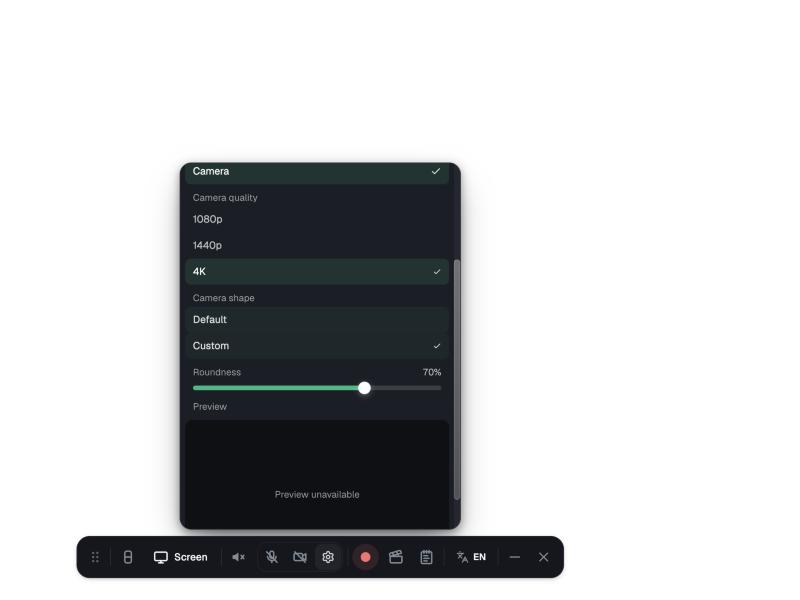 Camera
Camera quality
1080p
1440p
4K
Camera shape
Default
Custom
Roundness 70%
Preview
Preview unavailable
Screen EN